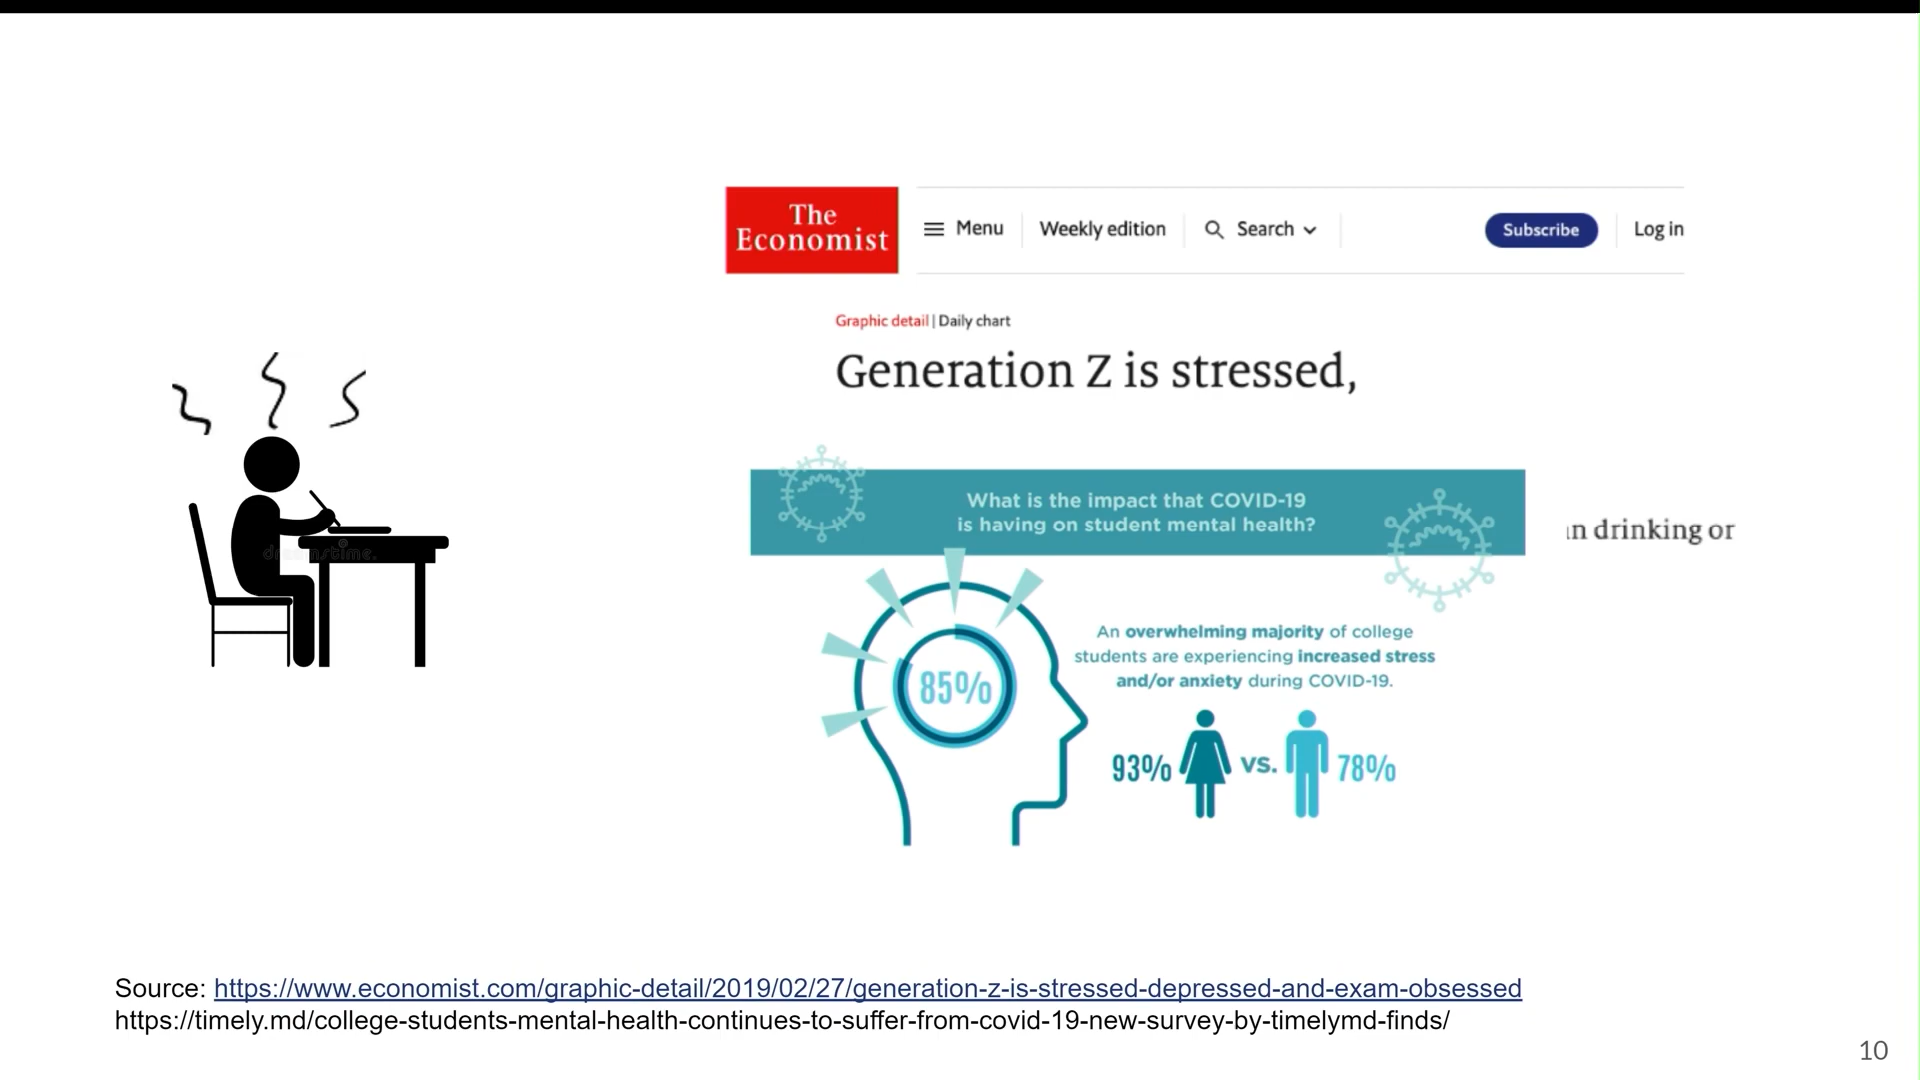 The
Economist
Menu
Weekly edition
Search
Subscribe
Log in
Graphic detail | Daily chart
Generation Z is stressed,
What is the impact that COVID-19
is having on student mental health?
in drinking or
85%
An overwhelming majority of college
students are experiencing increased stress
and/or anxiety during COVID-19.
93% VS. 78%
dreamstime.
Source: https://www.economist.com/graphic-detail/2019/02/27/generation-z-is-stressed-depressed-and-exam-obsessed
https://timely.md/college-students-mental-health-continues-to-suffer-from-covid-19-new-survey-by-timelymd-finds/
10